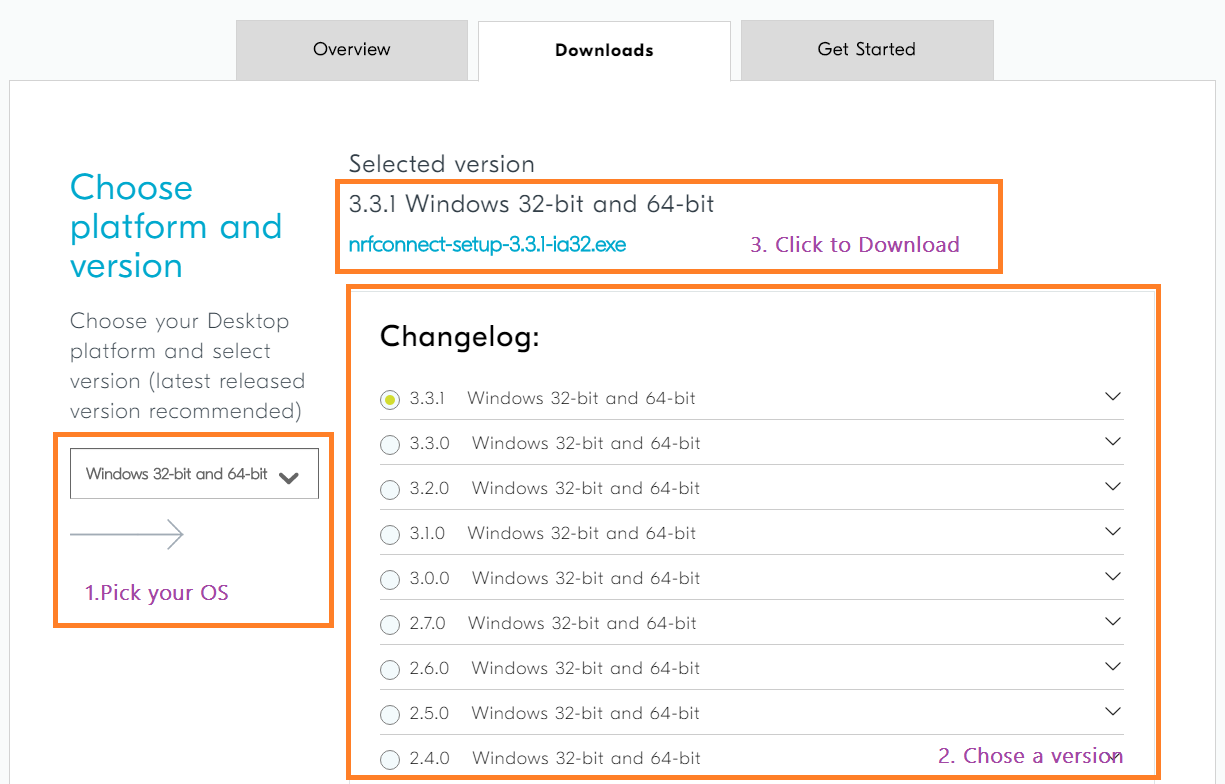 Overview
Downloads
Get Started
Choose
platform and
version
Choose your Desktop
platform and select
version (latest released
version recommended)
Windows 32-bit and 64-bit
1.Pick your OS
Selected version
3.3.1 Windows 32-bit and 64-bit
nrfconnect-setup-3.3.1-ia32.exe
3. Click to Download
Changelog:
3.3.1 Windows 32-bit and 64-bit
3.3.0 Windows 32-bit and 64-bit
3.2.0 Windows 32-bit and 64-bit
3.1.0 Windows 32-bit and 64-bit
3.0.0 Windows 32-bit and 64-bit
2.7.0 Windows 32-bit and 64-bit
2.6.0 Windows 32-bit and 64-bit
2.5.0 Windows 32-bit and 64-bit
2.4.0 Windows 32-bit and 64-bit
2. Chose a version